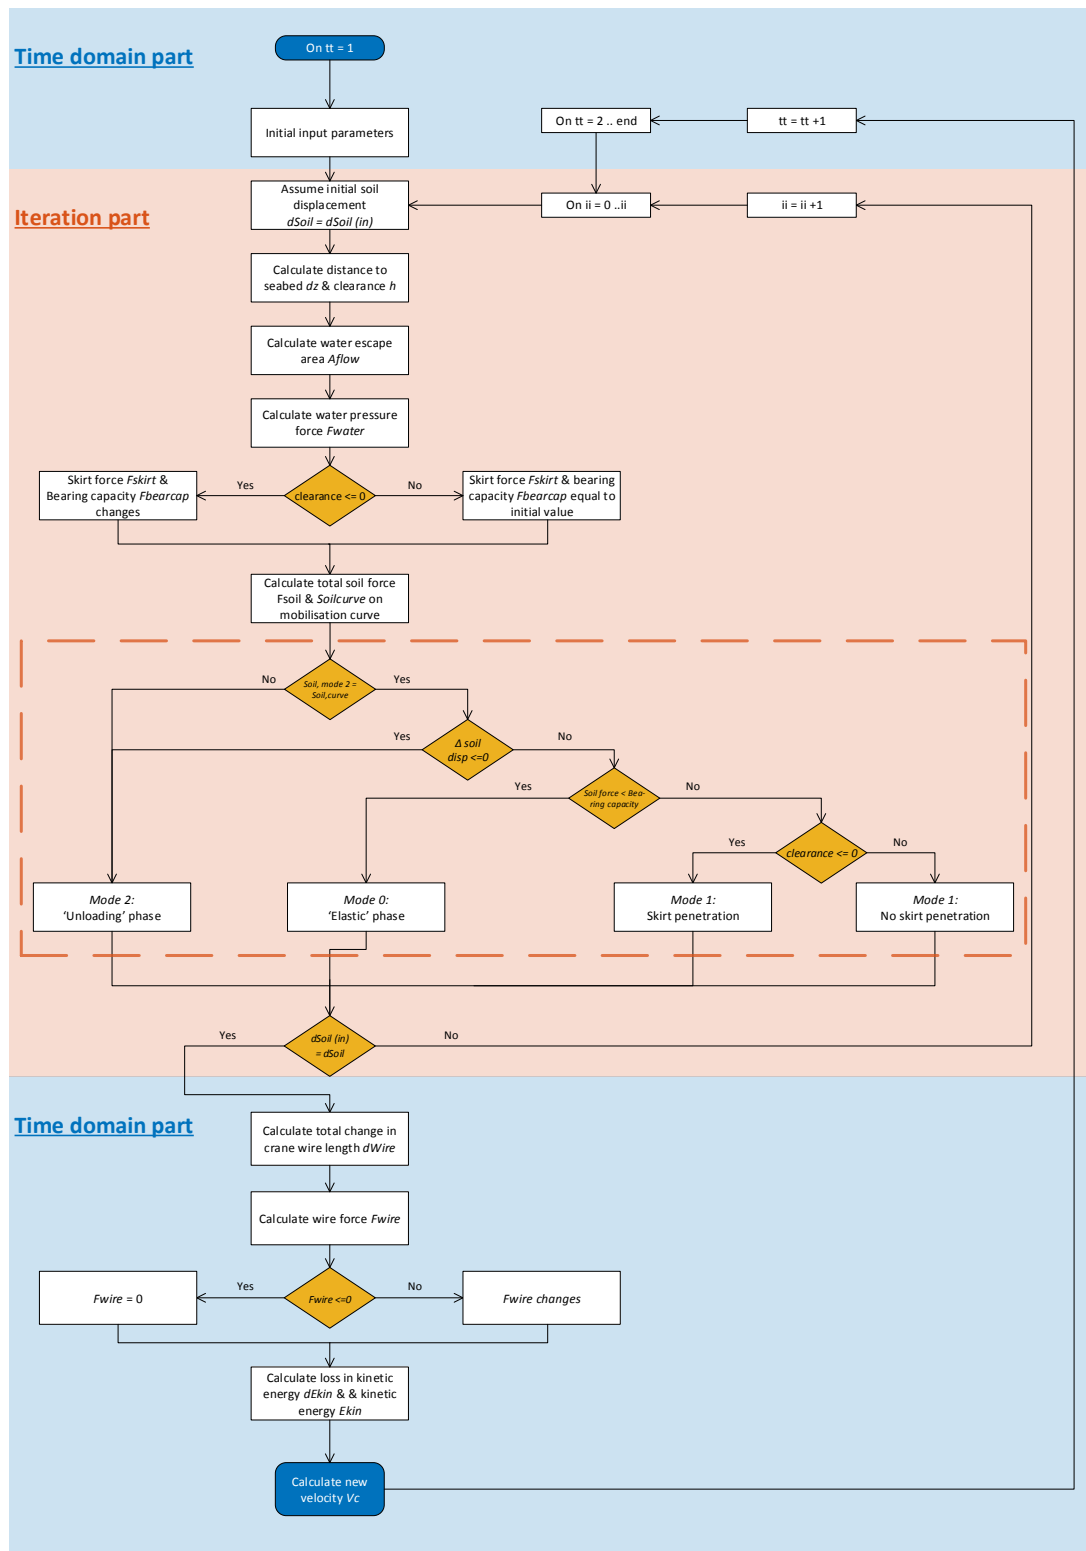 Time domain part
On tt = 1
Initial input parameters
On tt = 2 .. end
tt = tt +1
Iteration part
Assume initial soil
displacement
dSoil = dSoil (in)
On ii = 0 ..ii
ii = ii +1
Calculate distance to
seabed dz & clearance h
Calculate water escape
area Aflow
Calculate water pressure
force Fwater
Skirt force Fskirt &
Bearing capacity Fbearcap
changes
Yes
clearance <= 0
No
Skirt force Fskirt & bearing
capacity Fbearcap equal to
initial value
Calculate total soil force
Fsoil & Soilcurve on
mobilisation curve
No
Soil, mode 2 =
Soil,curve
Yes
Yes
Δ soil
disp <=0
No
Yes
Soil force < Bea-
ring capacity
No
Yes
clearance <= 0
No
Mode 2:
‘Unloading’ phase
Mode 0:
‘Elastic’ phase
Mode 1:
Skirt penetration
Mode 1:
No skirt penetration
Yes
dSoil (in)
= dSoil
No
Time domain part
Calculate total change in
crane wire length dWire
Calculate wire force Fwire
Fwire = 0
Yes
Fwire <=0
No
Fwire changes
Calculate loss in kinetic
energy dEkin & & kinetic
energy Ekin
Calculate new
velocity Vc